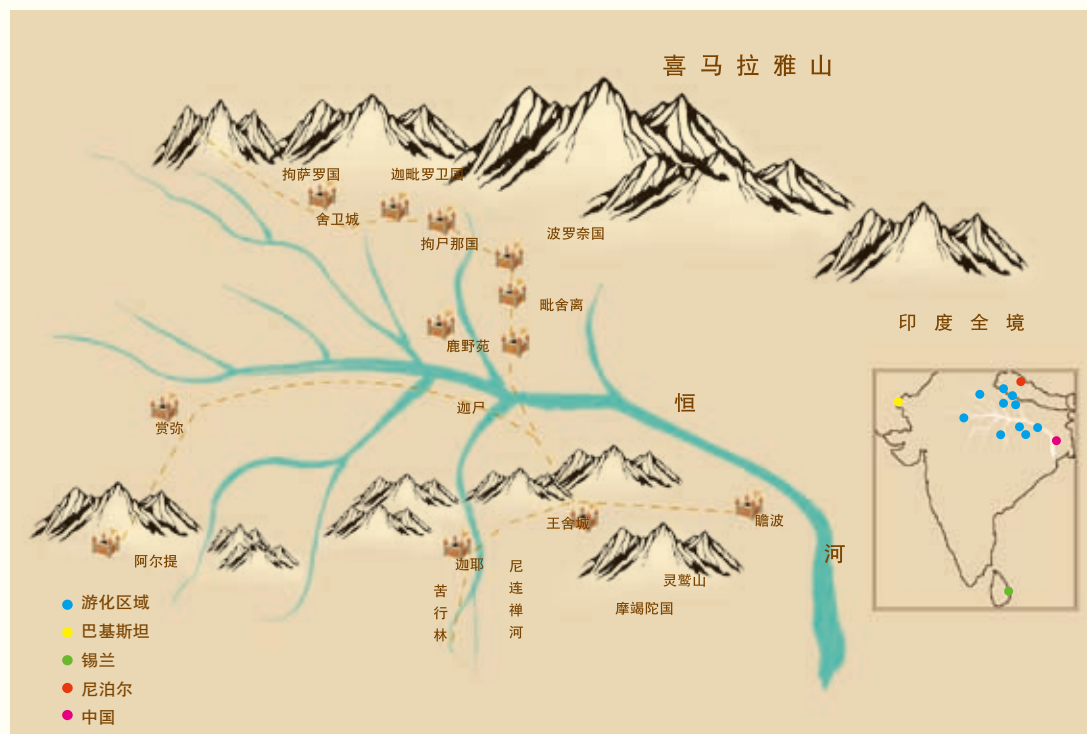 喜马拉雅山
拘萨罗国
迦毗罗卫国
舍卫城
拘尸那国
波罗奈国
毗舍离
印度全境
鹿野苑
恒
迦尸
赏弥
王舍城
瞻波
河
阿尔提
迦耶
尼连禅河
灵鹫山
苦行林
摩竭陀国
游化区域
巴基斯坦
锡兰
尼泊尔
中国